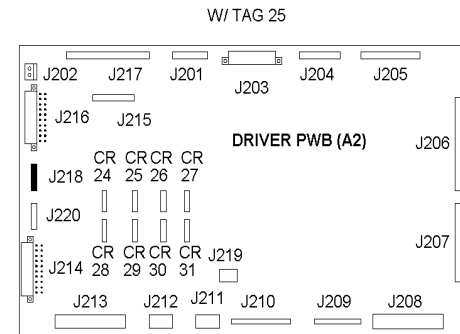 W/ TAG 25
J202 J217 J201 J203 J204 J205
J216 J215
DRIVER PWB (A2)
J206
CR CR CR CR
J218 24 25 26 27
J220
J219
J207
J214
CR CR CR CR
28 29 30 31
J213 J212 J211 J210 J209 J208